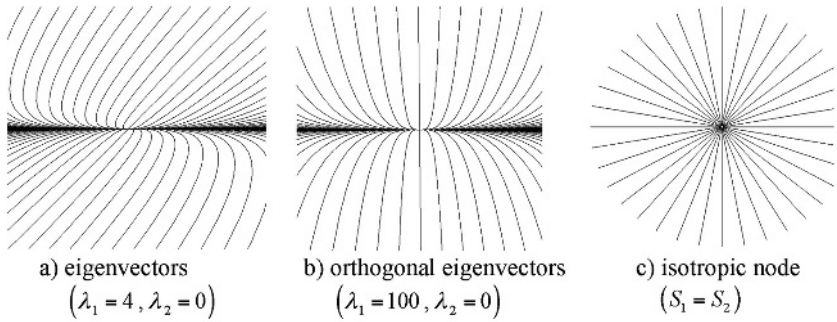 a) eigenvectors
(λ₁ = 4 , λ₂ = 0)
b) orthogonal eigenvectors
(λ₁ = 100 , λ₂ = 0)
c) isotropic node
(S₁ = S₂)